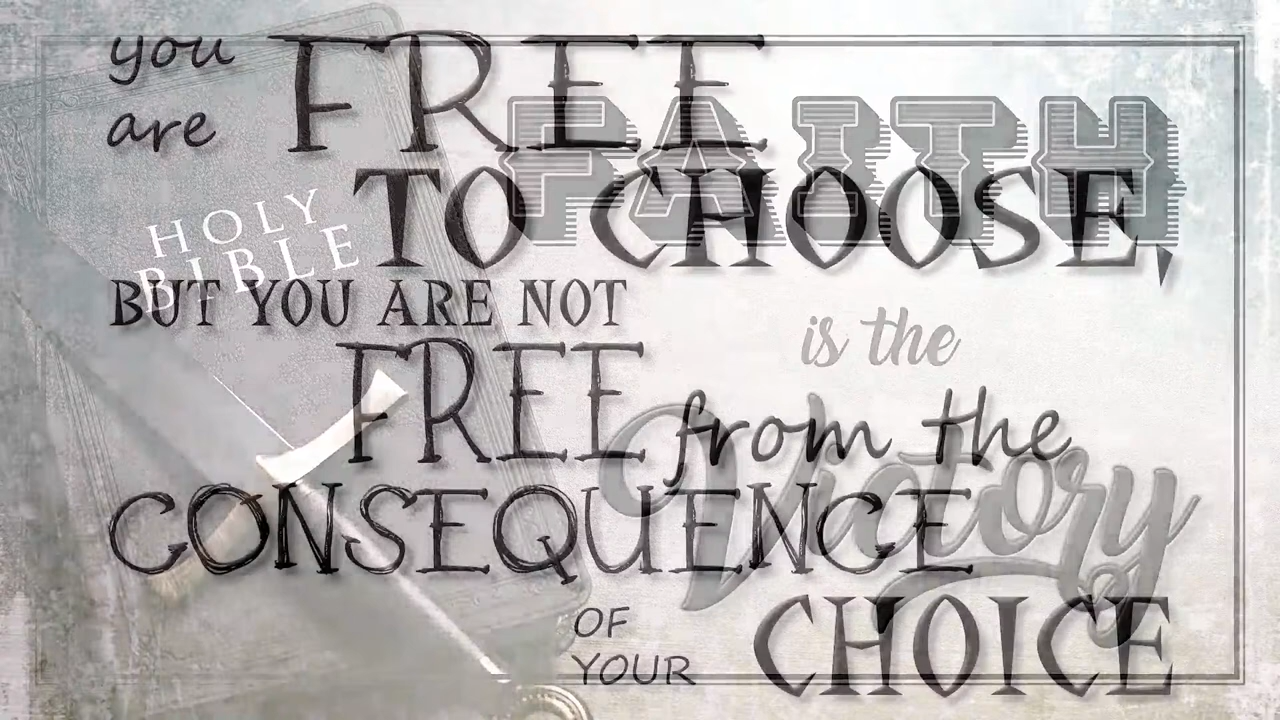 you
are FREE
TO CHOOSE,
BUT YOU ARE NOT
FREE from the
CONSEQUENCE
OF
YOUR CHOICE
FAITH
is the
Victory
HOLY
BIBLE